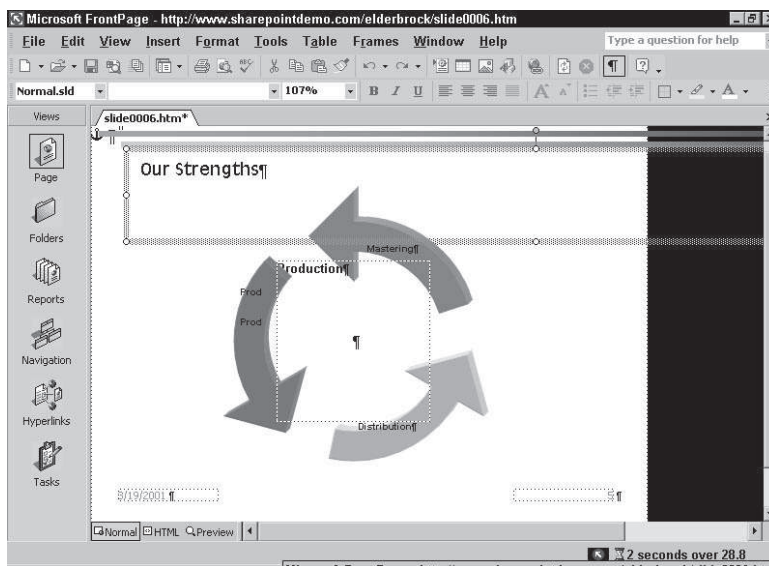 Microsoft FrontPage - http://www.sharepointdemo.com/elderbrock/slide0006.htm
File Edit View Insert Format Tools Table Frames Window Help
Type a question for help
Normal.sld 107% B I U A A A
Views
slide0006.htm*
Page
Folders
Reports
Navigation
Hyperlinks
Tasks
Our Strengths¶
Mastering¶
Production¶
Prod
Prod
¶
Distribution¶
3/19/2001 ¶
5¶
Normal HTML Preview
2 seconds over 28.8